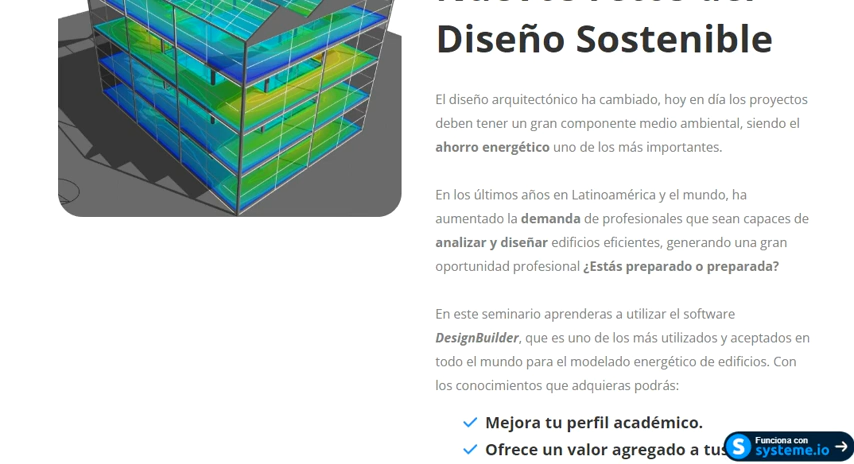 Diseño Sostenible
El diseño arquitectónico ha cambiado, hoy en día los proyectos
deben tener un gran componente medio ambiental, siendo el
ahorro energético uno de los más importantes.
En los últimos años en Latinoamérica y el mundo, ha
aumentado la demanda de profesionales que sean capaces de
analizar y diseñar edificios eficientes, generando una gran
oportunidad profesional ¿Estás preparado o preparada?
En este seminario aprenderas a utilizar el software
DesignBuilder, que es uno de los más utilizados y aceptados en
todo el mundo para el modelado energético de edificios. Con
los conocimientos que adquieras podrás:
Mejora tu perfil académico.
Ofrece un valor agregado a tus
Funciona con
systeme.io